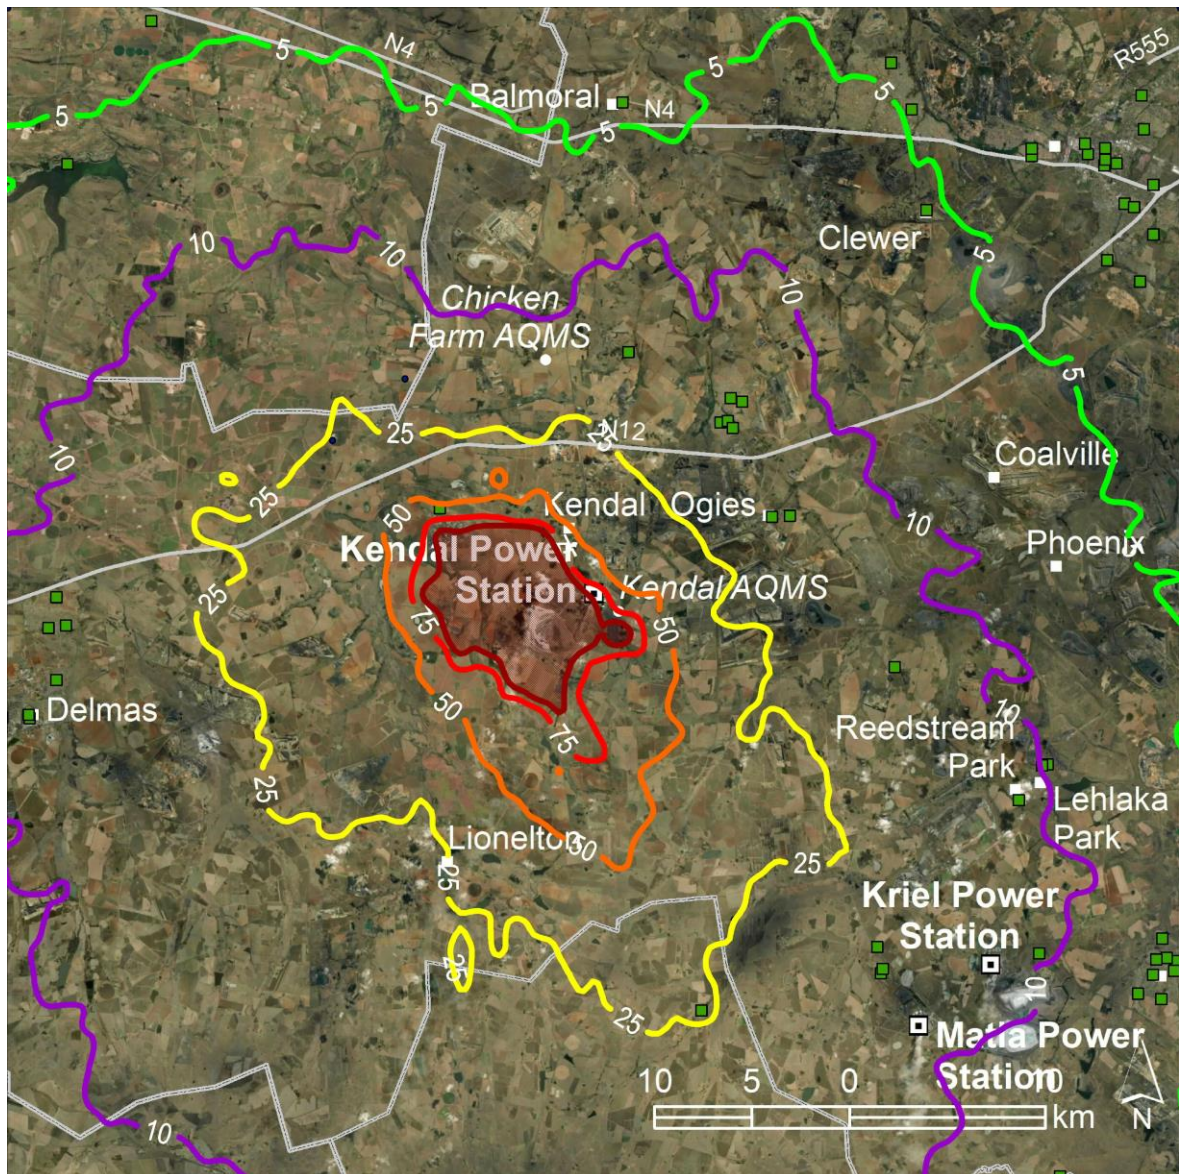 N4
R555
5
5
5
5
Balmoral
N4
5
5
10
10
Clewer
5
10
Chicken
Farm AQMS
5
10
25
N12
25
Coalville
25
50
Kendal
Ogies
10
Kendal Power
Station
Phoenix
25
Kendal AQMS
75
50
Delmas
50
10
Reedstream
Park
75
25
Lehlaka
Park
Lionelton
50
25
25
Kriel Power
Station
25
10
25
Matla Power
Station
10
5
0
10
km
10
N